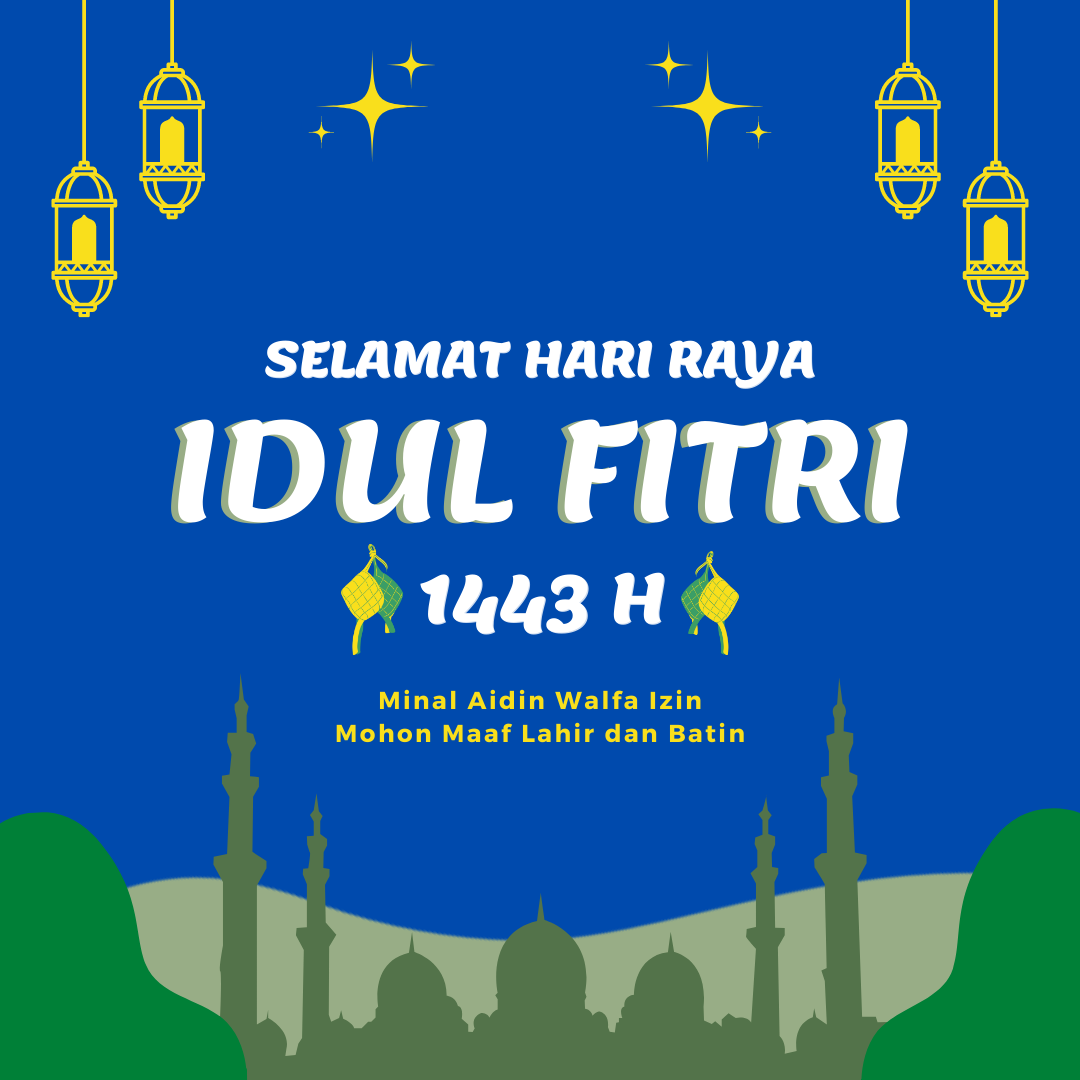 SELAMAT HARI RAYA
IDUL FITRI
1443 H
Minal Aidin Walfa Izin
Mohon Maaf Lahir dan Batin